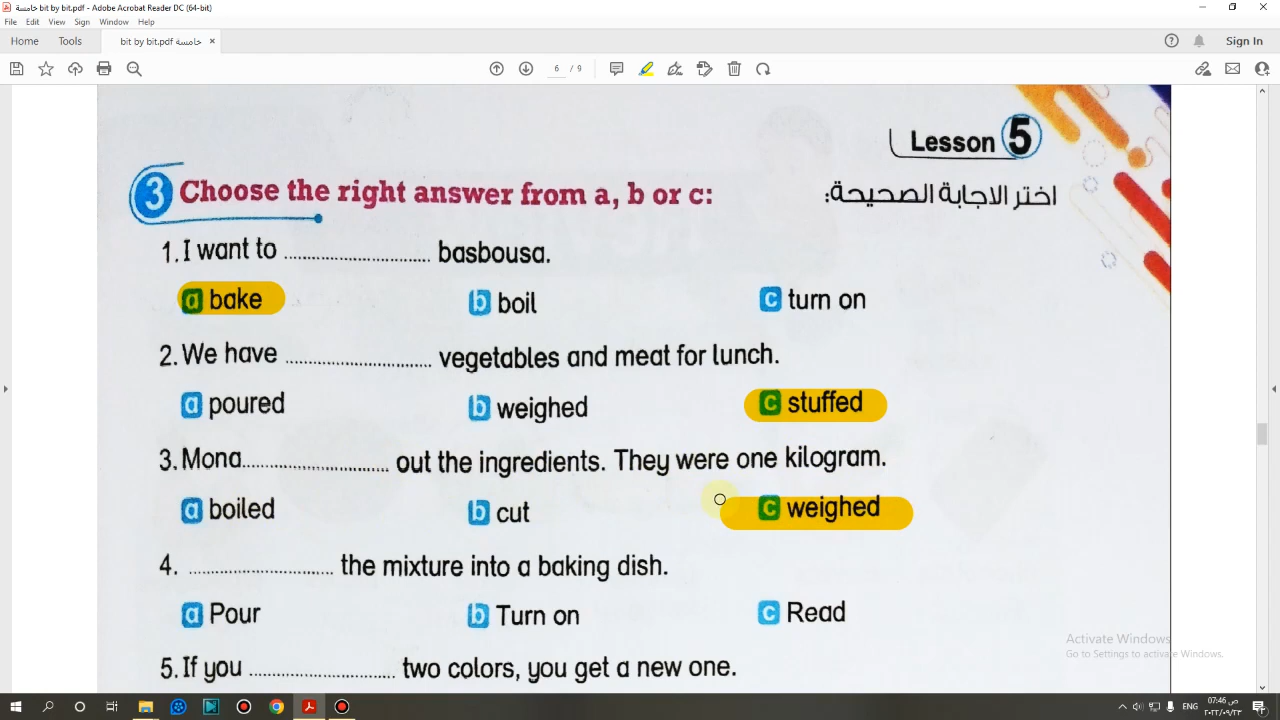 خامسة bit by bit.pdf - Adobe Acrobat Reader DC (64-bit)
File Edit View Sign Window Help
Home Tools bit by bit.pdf خامسة × Sign In
6 / 9
Lesson 5
3 Choose the right answer from a, b or c: اختر الاجابة الصحيحة:
1. I want to .............................. basbousa.
a bake b boil c turn on
2. We have .............................. vegetables and meat for lunch.
a poured b weighed c stuffed
3. Mona.............................. out the ingredients. They were one kilogram.
a boiled b cut c weighed
4. .............................. the mixture into a baking dish.
a Pour b Turn on c Read
5. If you .............................. two colors, you get a new one.
Activate Windows
Go to Settings to activate Windows.
ENG 07:46 ص
٢٠٢٢/٠٩/٢٣